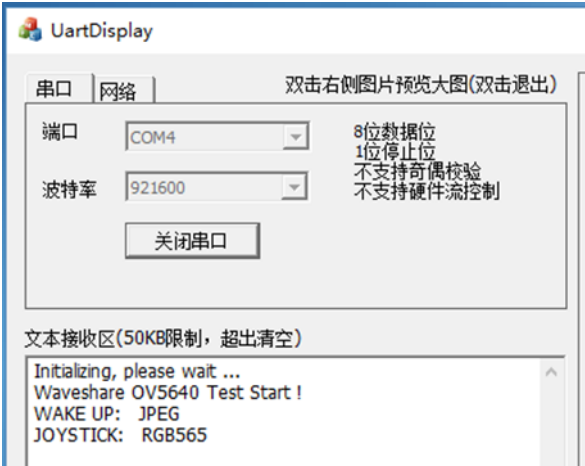 UartDisplay
串口 网络 双击右侧图片预览大图(双击退出)
端口 COM4 8位数据位
1位停止位
不支持奇偶校验
波特率 921600 不支持硬件流控制
关闭串口
文本接收区(50KB限制，超出清空)
Initializing, please wait ...
Waveshare OV5640 Test Start !
WAKE UP: JPEG
JOYSTICK: RGB565